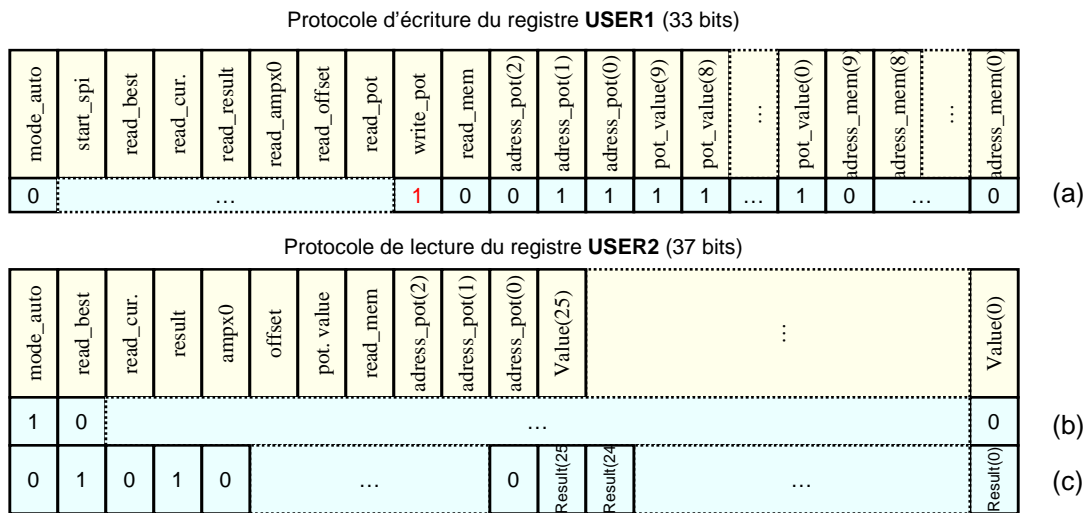 Protocole d'écriture du registre USER1 (33 bits)
mode_auto start_spi read_best read_cur. read_result read_ampx0 read_offset read_pot write_pot read_mem adress_pot(2) adress_pot(1) adress_pot(0) pot_value(9) pot_value(8) … pot_value(0) adress_mem(9) adress_mem(8) … adress_mem(0)
0 … 1 0 0 1 1 1 1 … 1 0 … 0 (a)
Protocole de lecture du registre USER2 (37 bits)
mode_auto read_best read_cur. result ampx0 offset pot. value read_mem adress_pot(2) adress_pot(1) adress_pot(0) Value(25) … Value(0)
1 0 … 0 (b)
0 1 0 1 0 … 0 Result(25 Result(24 … Result(0) (c)